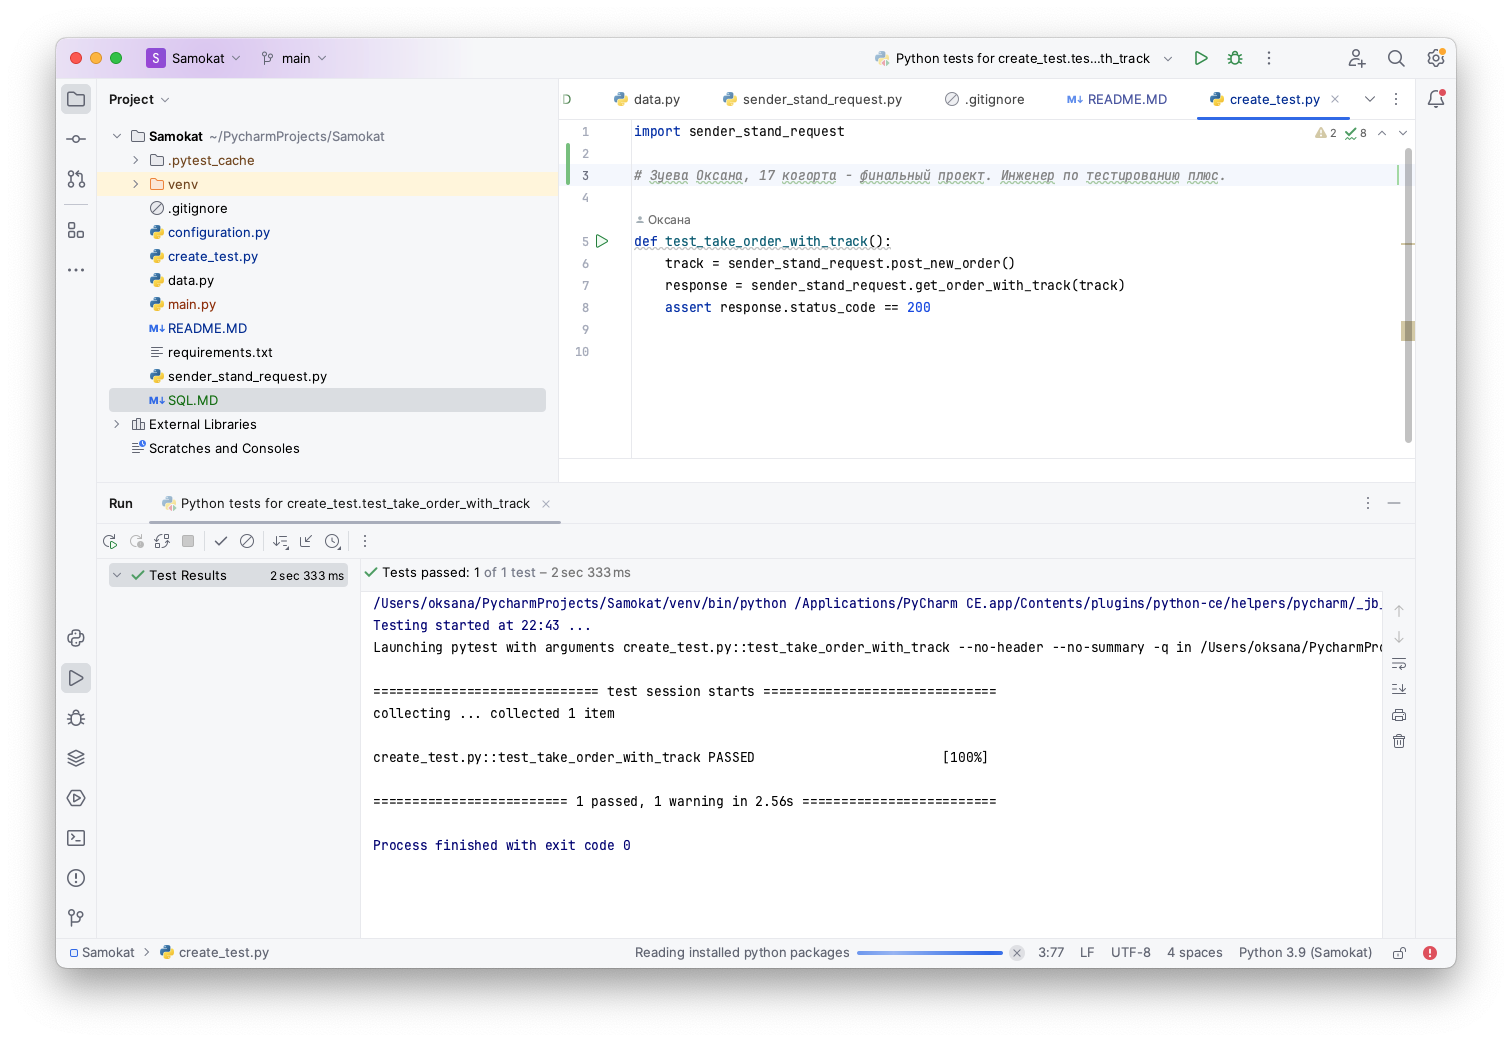 S Samokat main Python tests for create_test.tes...th_track
Project
Samokat ~/PycharmProjects/Samokat
.pytest_cache
venv
.gitignore
configuration.py
create_test.py
data.py
main.py
M↓ README.MD
requirements.txt
sender_stand_request.py
M↓ SQL.MD
External Libraries
Scratches and Consoles
D data.py sender_stand_request.py .gitignore M↓ README.MD create_test.py
2 8
1 import sender_stand_request
2
3 # Зуева Оксана, 17 когорта - финальный проект. Инженер по тестированию плюс.
4
Оксана
5 def test_take_order_with_track():
6 track = sender_stand_request.post_new_order()
7 response = sender_stand_request.get_order_with_track(track)
8 assert response.status_code == 200
9
10
Run Python tests for create_test.test_take_order_with_track
Test Results 2 sec 333 ms
Tests passed: 1 of 1 test – 2 sec 333 ms
/Users/oksana/PycharmProjects/Samokat/venv/bin/python /Applications/PyCharm CE.app/Contents/plugins/python-ce/helpers/pycharm/_jb_
Testing started at 22:43 ...
Launching pytest with arguments create_test.py::test_take_order_with_track --no-header --no-summary -q in /Users/oksana/PycharmPro
============================= test session starts ==============================
collecting ... collected 1 item
create_test.py::test_take_order_with_track PASSED [100%]
========================= 1 passed, 1 warning in 2.56s =========================
Process finished with exit code 0
Samokat create_test.py Reading installed python packages 3:77 LF UTF-8 4 spaces Python 3.9 (Samokat)